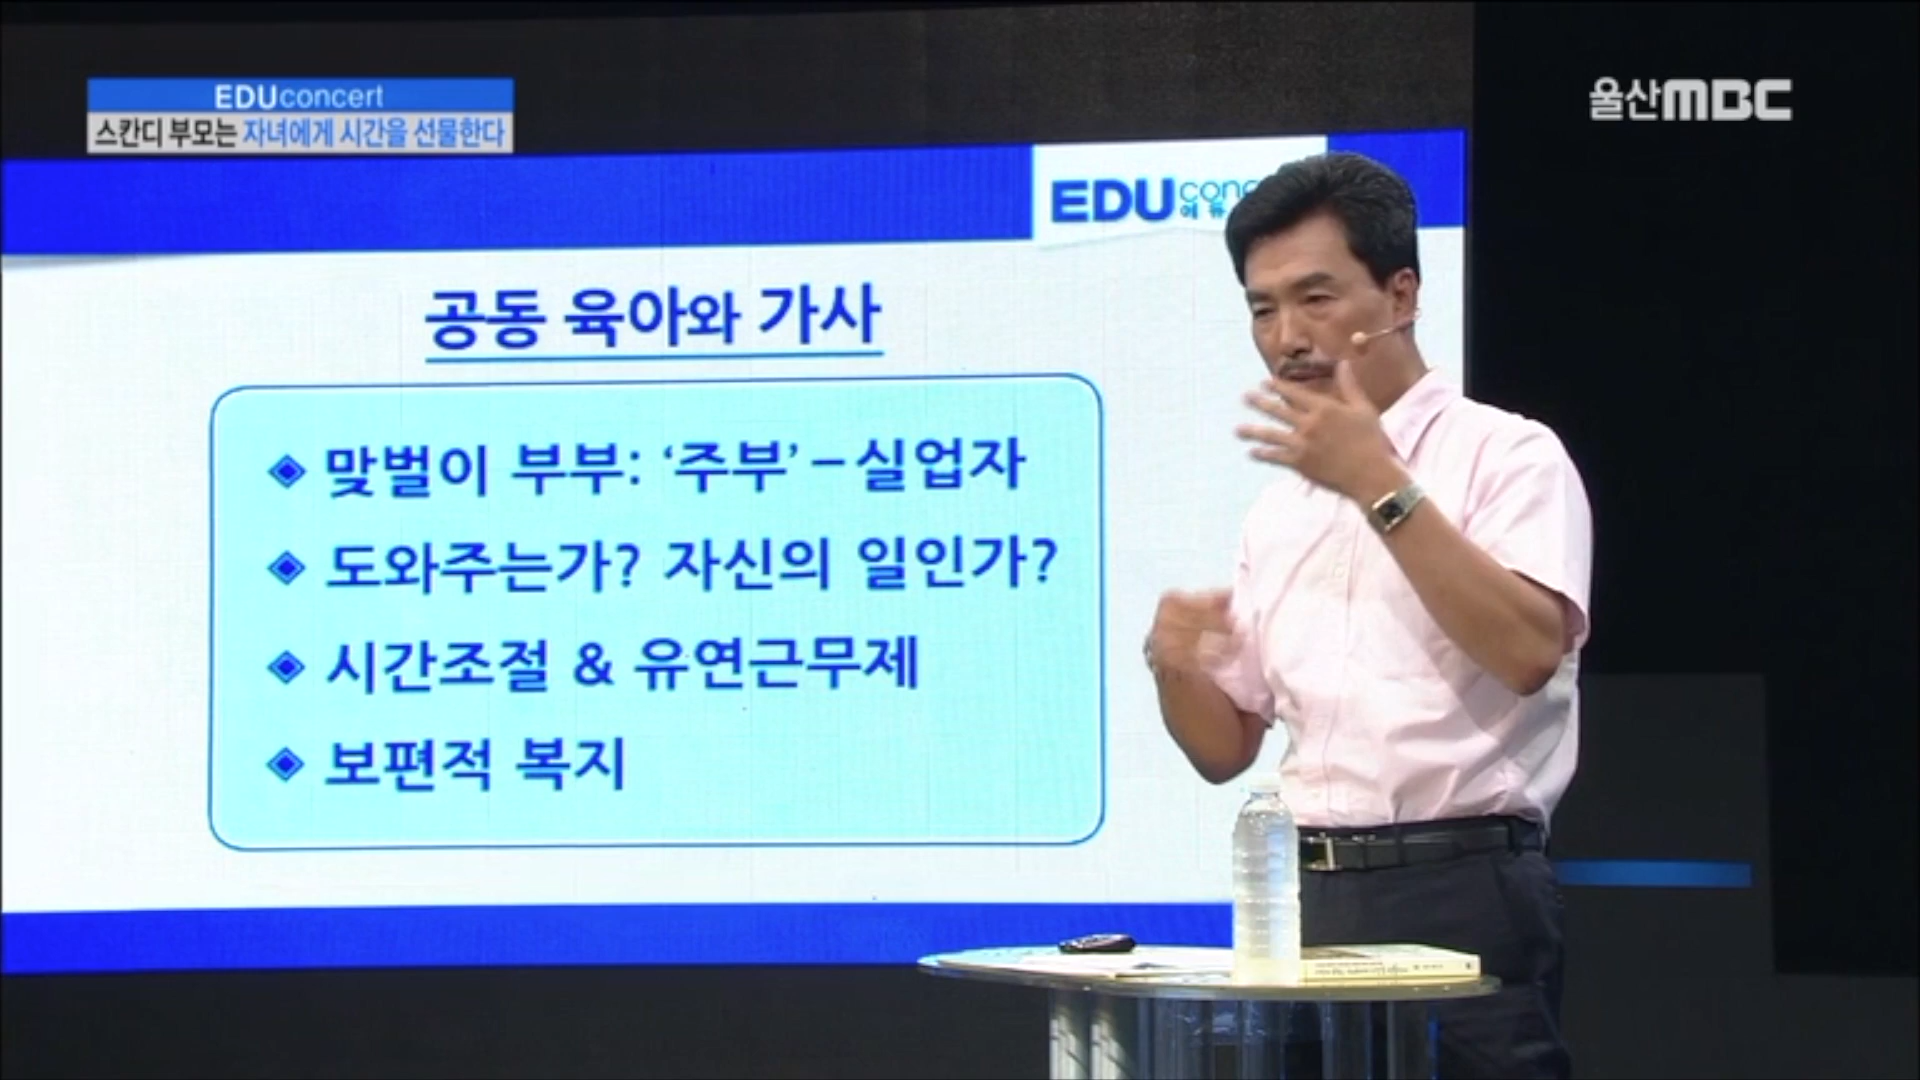 EDUconcert
스칸디 부모는 자녀에게 시간을 선물한다
울산MBC
EDU conc
에듀
공동 육아와 가사
◈ 맞벌이 부부: ‘주부’-실업자
◈ 도와주는가? 자신의 일인가?
◈ 시간조절 & 유연근무제
◈ 보편적 복지